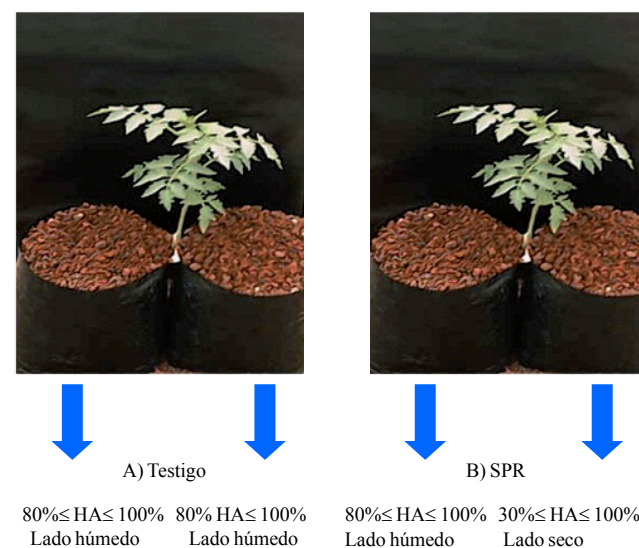 A) Testigo
B) SPR
80%≤ HA≤ 100% 80% HA≤ 100%
Lado húmedo Lado húmedo
80%≤ HA≤ 100% 30%≤ HA≤ 100%
Lado húmedo Lado seco